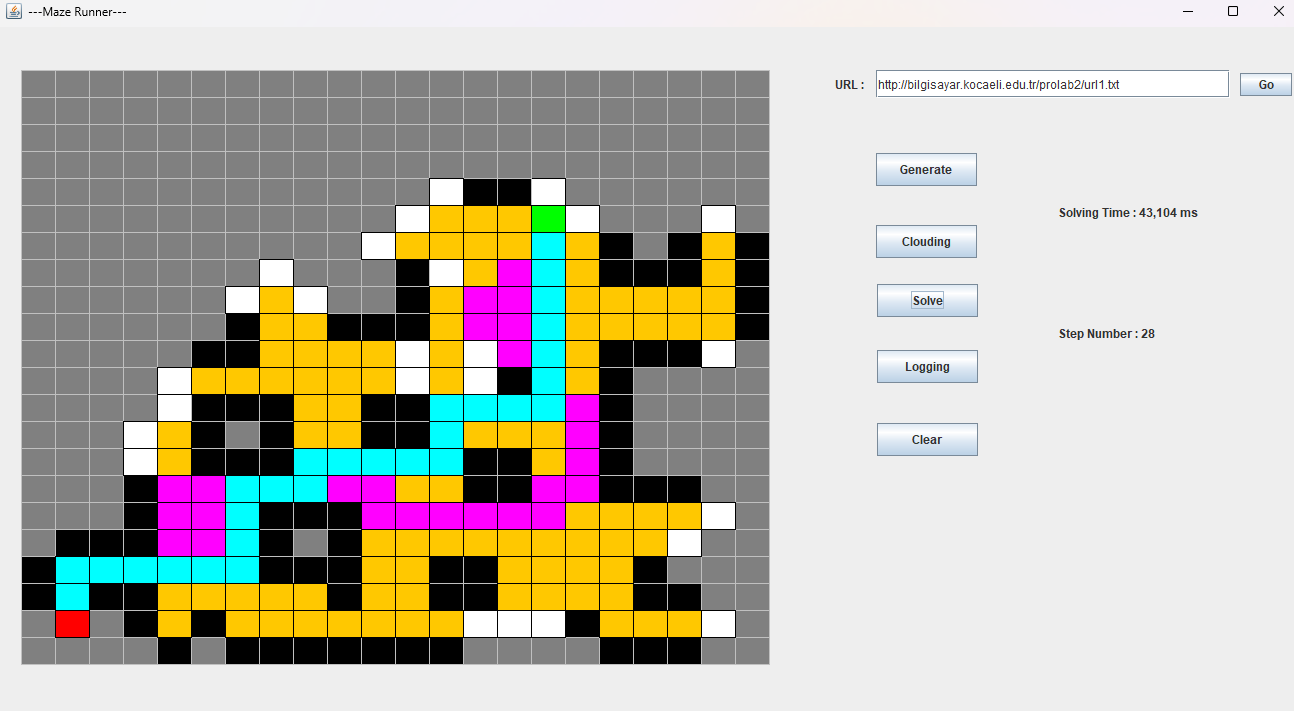 ---Maze Runner---
URL : http://bilgisayar.kocaeli.edu.tr/prolab2/url1.txt Go
Generate
Solving Time : 43,104 ms
Clouding
Solve
Step Number : 28
Logging
Clear